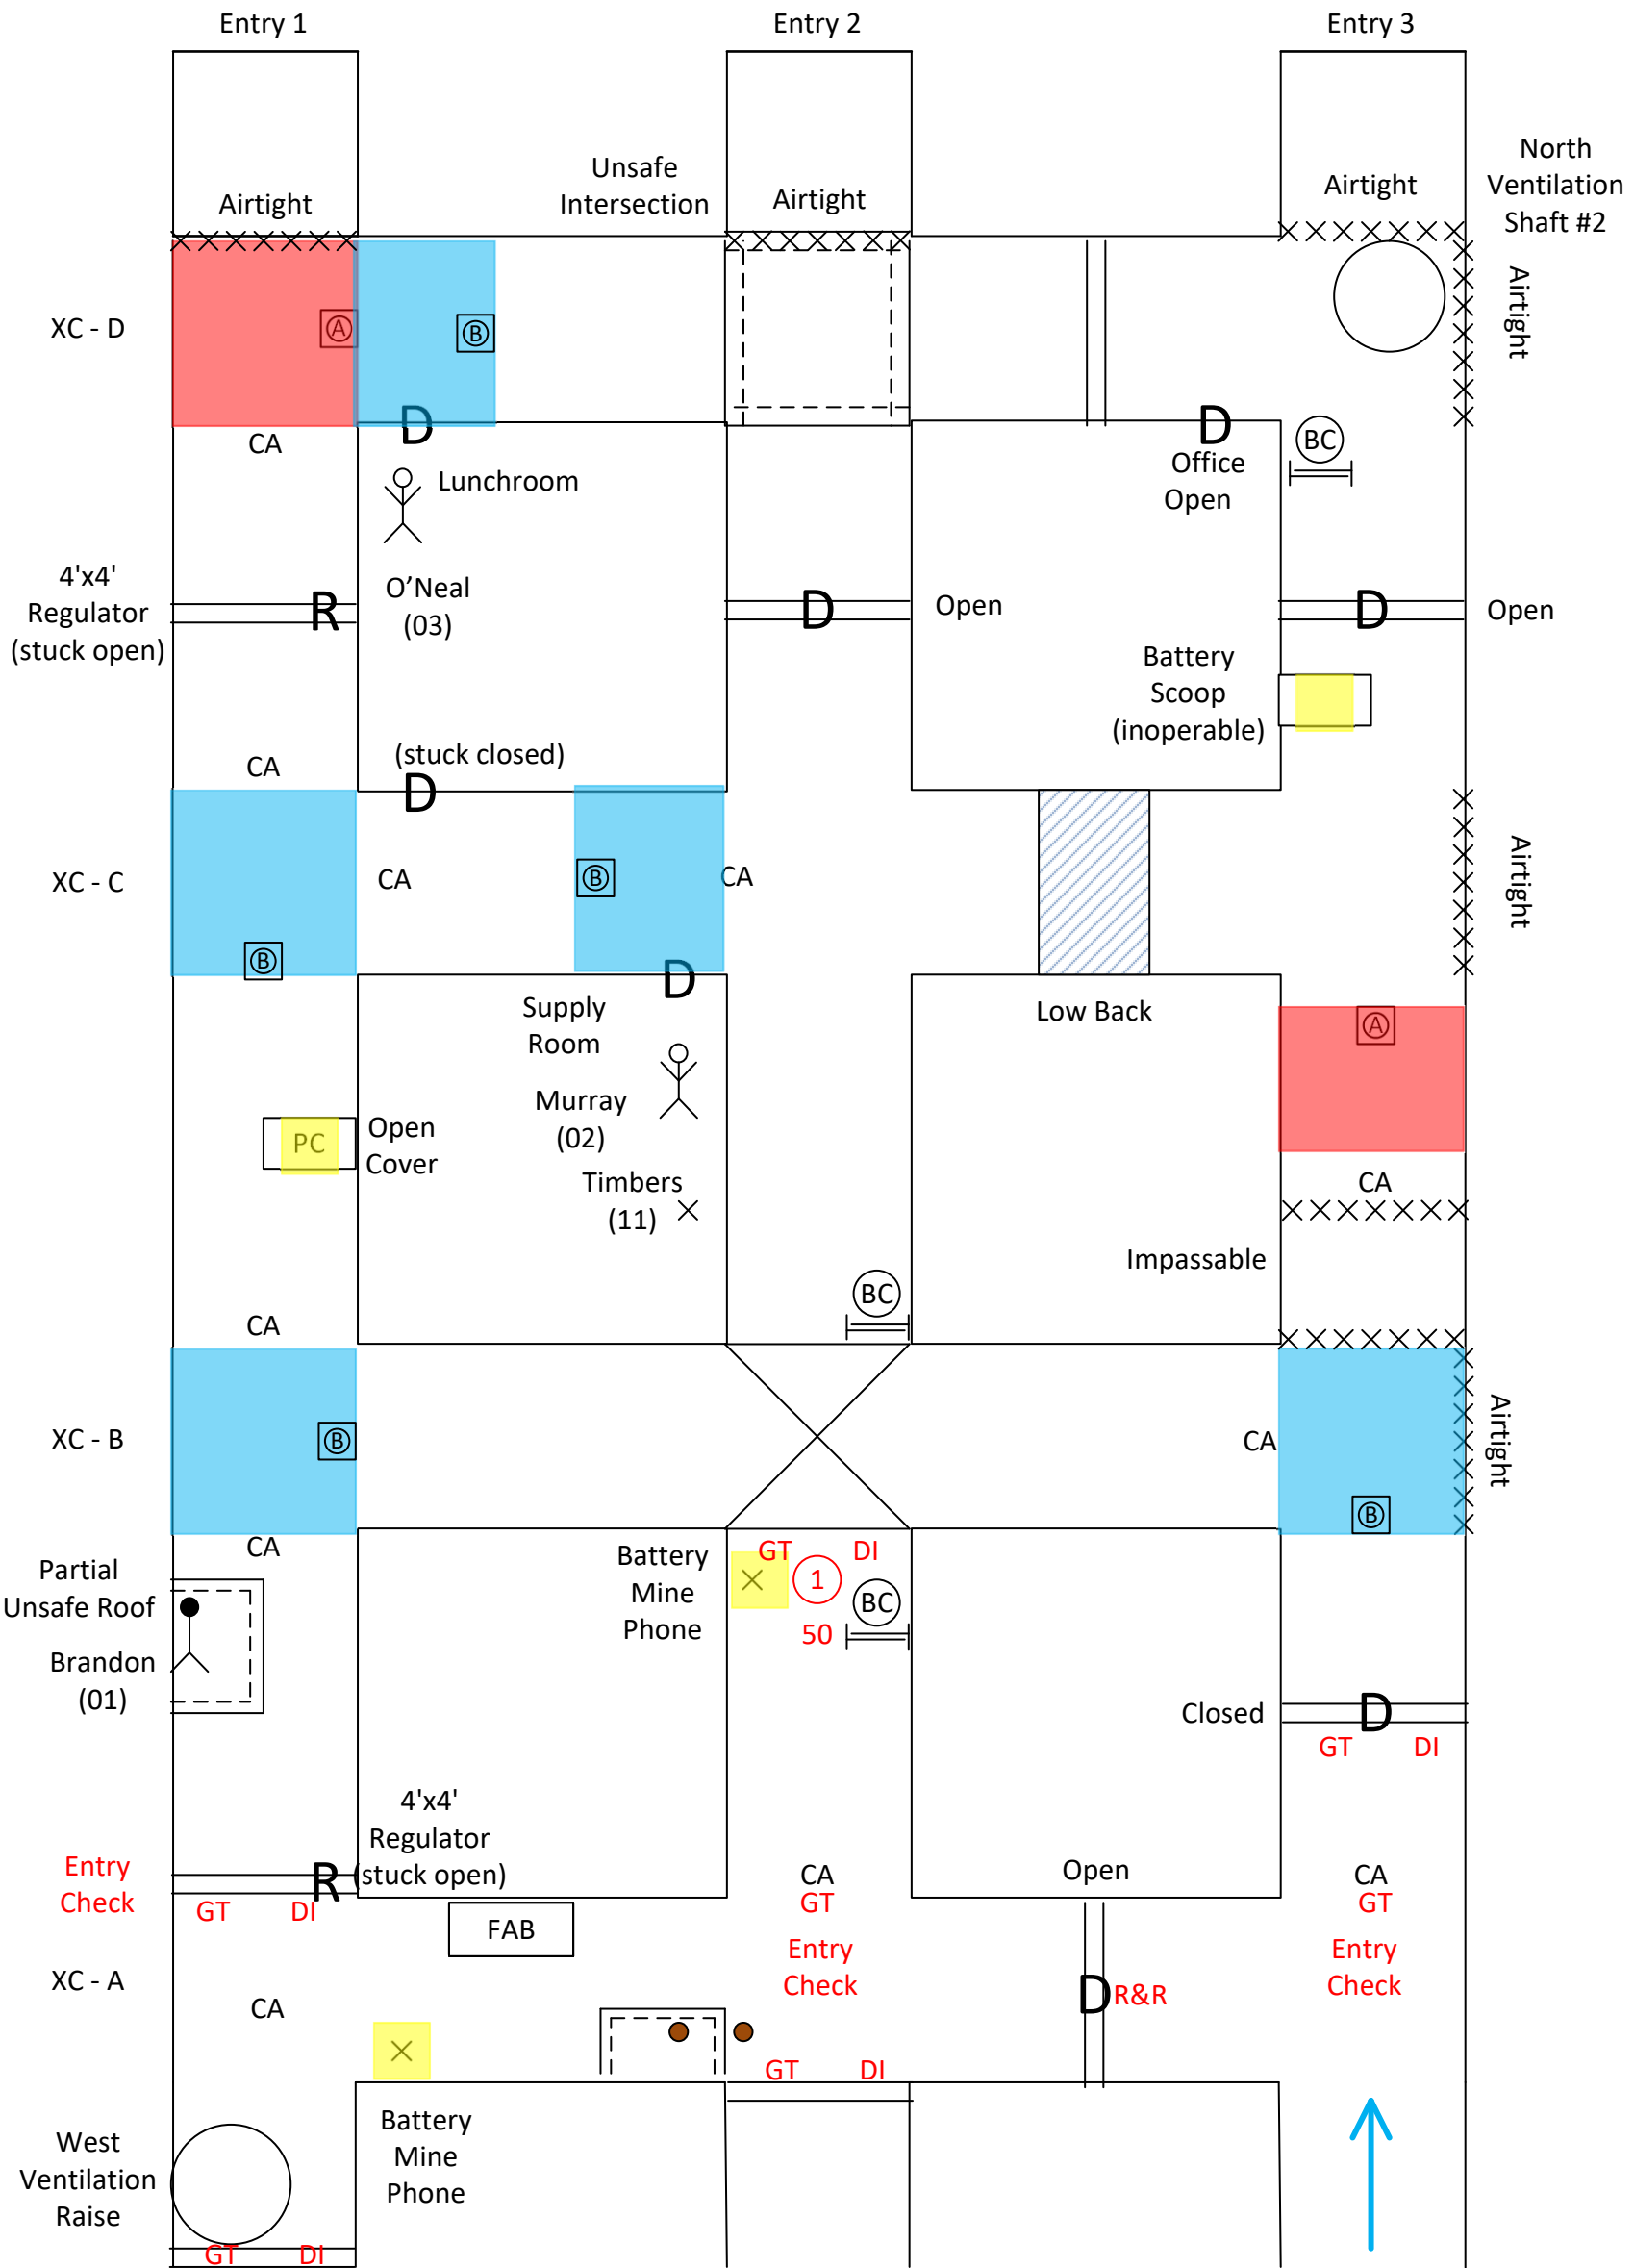 Entry 1
Entry 2
Entry 3
Unsafe
Intersection
North
Ventilation
Shaft #2
Airtight
Airtight
Airtight
Airtight
XC - D
Ⓐ
Ⓑ
D
D
CA
BC
Lunchroom
Office
Open
4'x4'
Regulator
(stuck open)
R
O'Neal
(03)
D
Open
D
Open
Battery
Scoop
(inoperable)
CA
(stuck closed)
D
XC - C
CA
Ⓑ
CA
Airtight
Ⓑ
D
Supply
Room
Low Back
Ⓐ
Murray
(02)
PC
Open
Cover
Timbers
(11)
CA
Impassable
BC
CA
XC - B
Ⓑ
CA
Airtight
Ⓑ
CA
Partial
Unsafe Roof
Battery
Mine
Phone
GT
DI
1
BC
50
Brandon
(01)
Closed
D
GT
DI
4'x4'
Regulator
(stuck open)
Entry
Check
R
GT
DI
CA
GT
Open
CA
GT
FAB
Entry
Check
Entry
Check
XC - A
CA
D
R&R
GT
DI
Battery
Mine
Phone
West
Ventilation
Raise
GT
DI